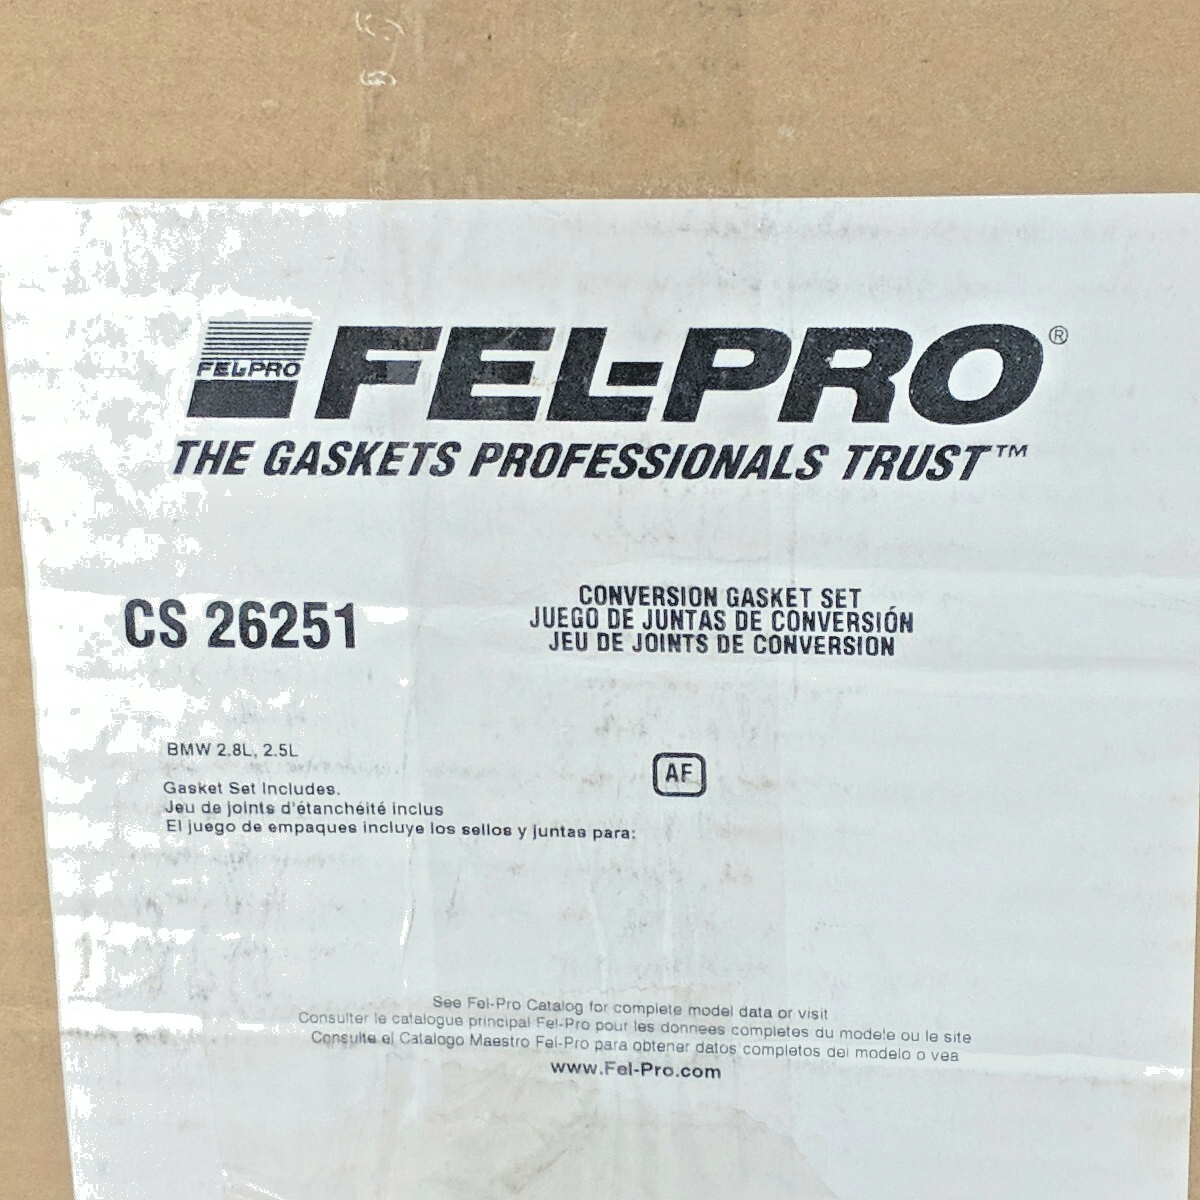 FEL-PRO
FEL-PRO®
THE GASKETS PROFESSIONALS TRUST™
CS 26251
CONVERSION GASKET SET
JUEGO DE JUNTAS DE CONVERSIÓN
JEU DE JOINTS DE CONVERSION
BMW 2.8L, 2.5L
AF
Gasket Set Includes.
Jeu de joints d'étanchéité inclus
El juego de empaques incluye los sellos y juntas para:
See Fel-Pro Catalog for complete model data or visit
Consulter le catalogue principal Fel-Pro pour les donnees completes du modele ou le site
Consulte el Catalogo Maestro Fel-Pro para obtener datos completos del modelo o vea
www.Fel-Pro.com